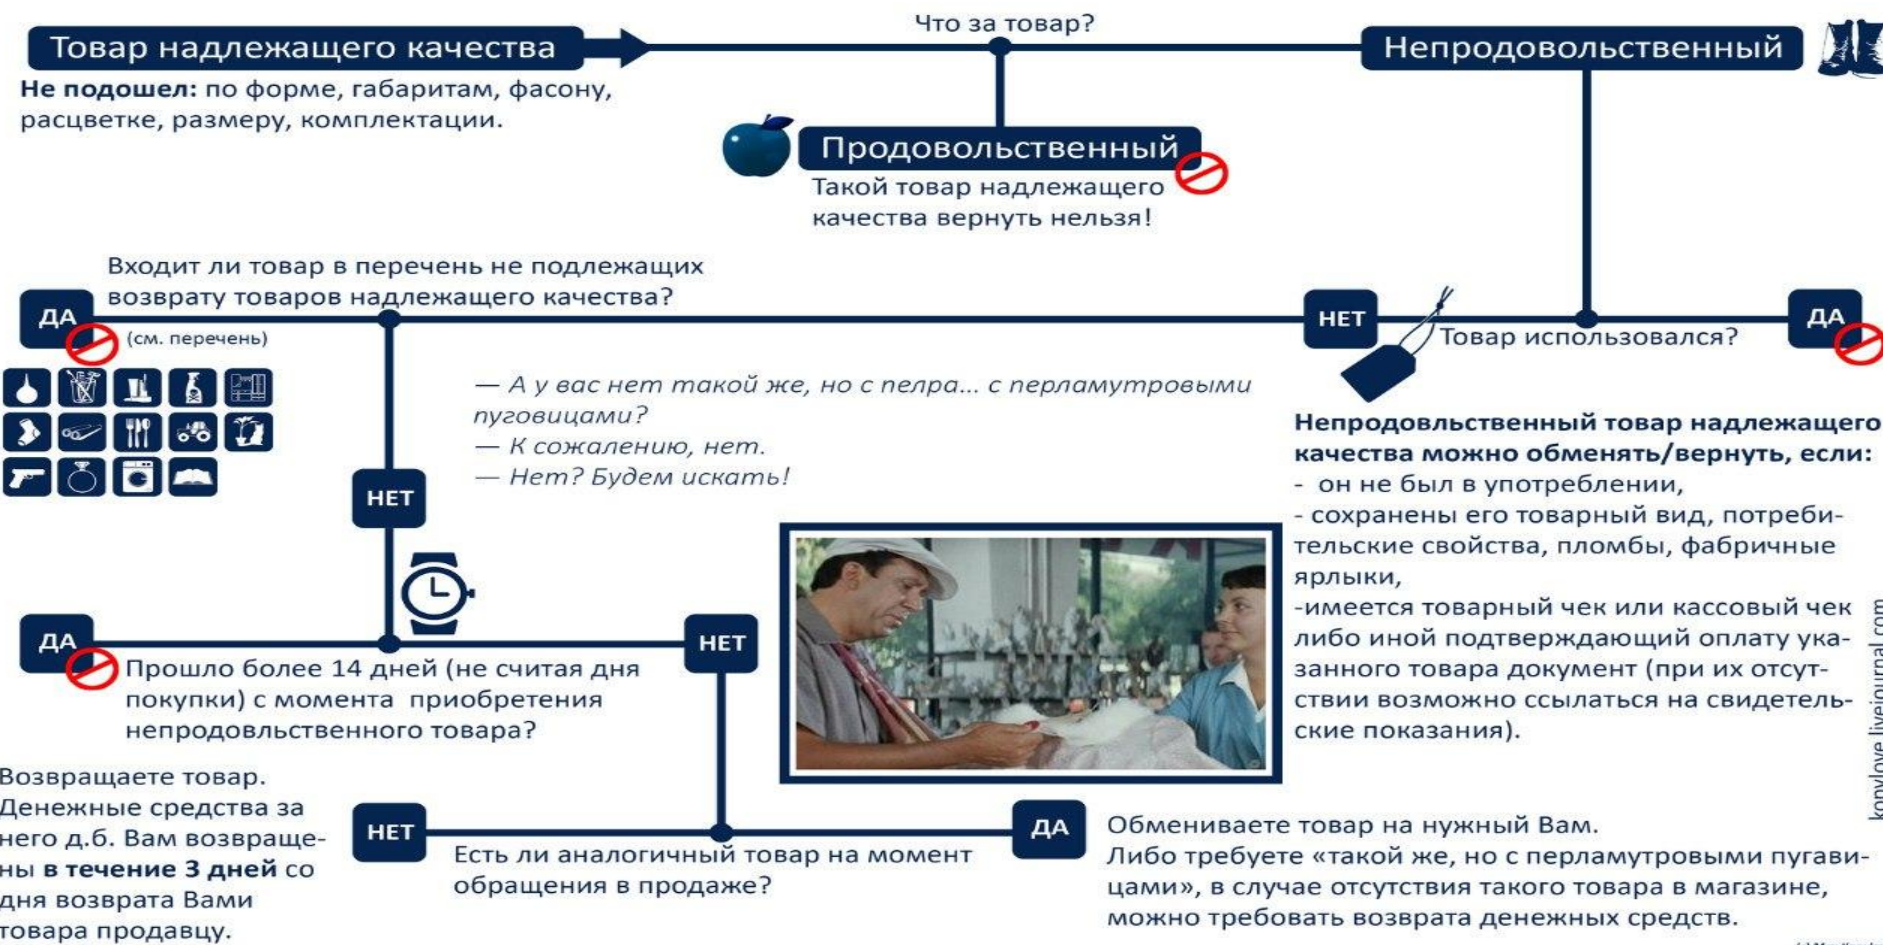 Что за товар?
Товар надлежащего качества
Непродовольственный
Не подошел: по форме, габаритам, фасону,
расцветке, размеру, комплектации.
Продовольственный
Такой товар надлежащего
качества вернуть нельзя!
Входит ли товар в перечень не подлежащих
возврату товаров надлежащего качества?
ДА
(см. перечень)
НЕТ
Товар использовался?
ДА
— А у вас нет такой же, но с пелра... с перламутровыми
пуговицами?
— К сожалению, нет.
— Нет? Будем искать!
НЕТ
Непродовльственный товар надлежащего
качества можно обменять/вернуть, если:
- он не был в употреблении,
- сохранены его товарный вид, потреби-
тельские свойства, пломбы, фабричные
ярлыки,
-имеется товарный чек или кассовый чек
либо иной подтверждающий оплату ука-
занного товара документ (при их отсут-
ствии возможно ссылаться на свидетель-
ские показания).
ДА
НЕТ
Прошло более 14 дней (не считая дня
покупки) с момента приобретения
непродовльственного товара?
Возвращаете товар.
Денежные средства за
него д.б. Вам возвраще-
ны в течение 3 дней со
дня возврата Вами
товара продавцу.
НЕТ
Есть ли аналогичный товар на момент
обращения в продаже?
ДА
Обмениваете товар на нужный Вам.
Либо требуете «такой же, но с перламутровыми пугави-
цами», в случае отсутствия такого товара в магазине,
можно требовать возврата денежных средств.
kopylove.livejournal.com